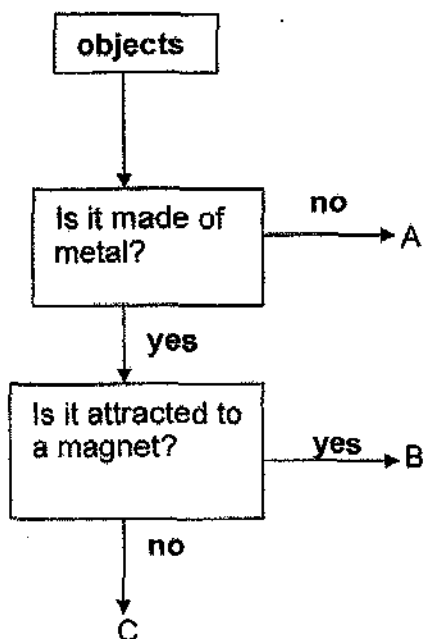 objects
Is it made of
metal?
no
A
yes
Is it attracted to
a magnet?
yes
B
no
C